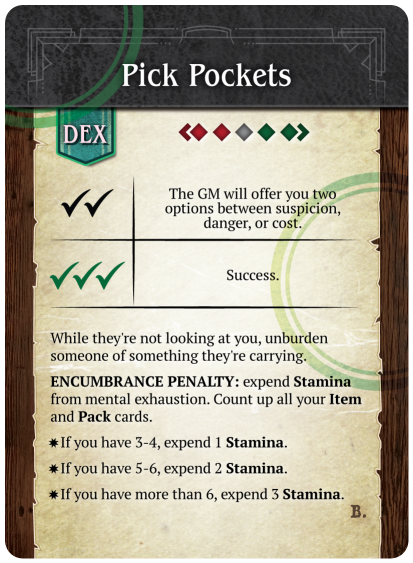 Pick Pockets
DEX
The GM will offer you two
options between suspicion,
danger, or cost.
Success.
While they're not looking at you, unburden
someone of something they're carrying.
ENCUMBRANCE PENALTY: expend Stamina
from mental exhaustion. Count up all your Item
and Pack cards.
✷If you have 3-4, expend 1 Stamina.
✷If you have 5-6, expend 2 Stamina.
✷If you have more than 6, expend 3 Stamina.
B.